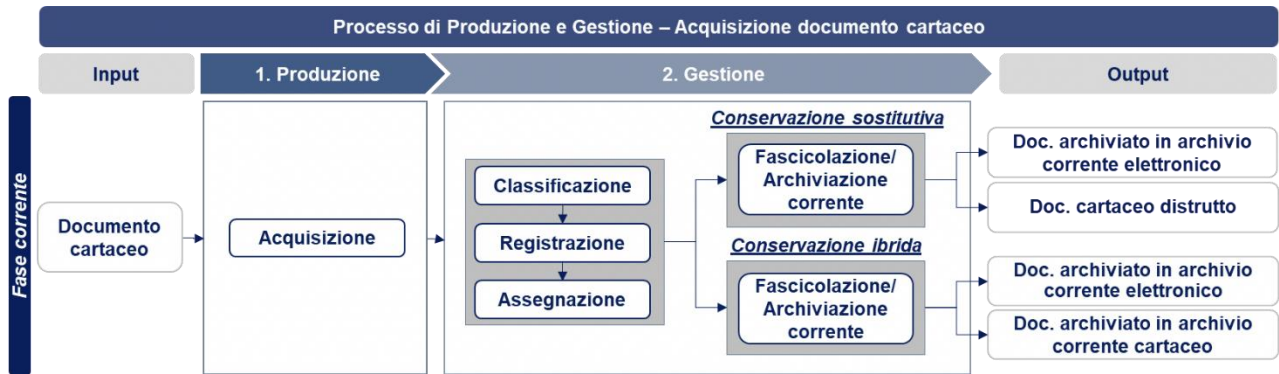 Processo di Produzione e Gestione – Acquisizione documento cartaceo
Input
1. Produzione
2. Gestione
Output
Fase corrente
Documento
cartaceo
Acquisizione
Classificazione
Registrazione
Assegnazione
Conservazione sostitutiva
Fascicolazione/
Archiviazione
corrente
Conservazione ibrida
Fascicolazione/
Archiviazione
corrente
Doc. archiviato in archivio
corrente elettronico
Doc. cartaceo distrutto
Doc. archiviato in archivio
corrente elettronico
Doc. archiviato in archivio
corrente cartaceo